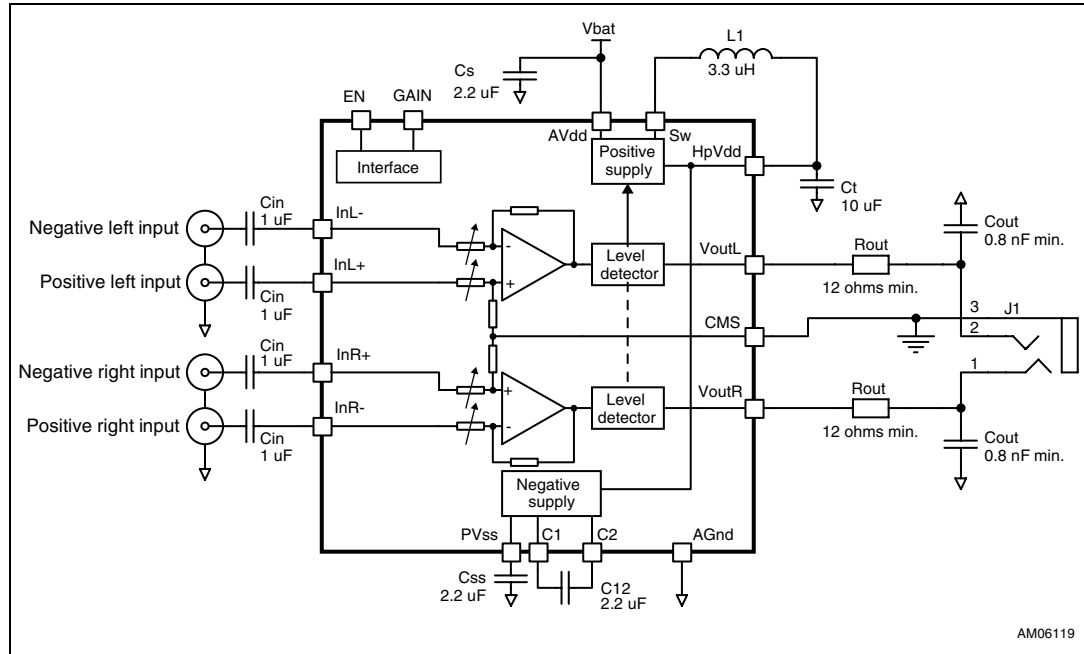 Vbat
L1
3.3 uH
Cs
2.2 uF
EN
GAIN
AVdd
Sw
HpVdd
Interface
Positive
supply
Ct
10 uF
Cout
0.8 nF min.
Negative left input
Cin
1 uF
InL-
-
Level
detector
VoutL
Rout
12 ohms min.
Positive left input
Cin
1 uF
InL+
+
CMS
3
J1
2
Negative right input
Cin
1 uF
InR+
+
1
Positive right input
Cin
1 uF
InR-
-
Level
detector
VoutR
Rout
12 ohms min.
Cout
0.8 nF min.
Negative
supply
PVss
C1
C2
AGnd
Css
2.2 uF
C12
2.2 uF
AM06119